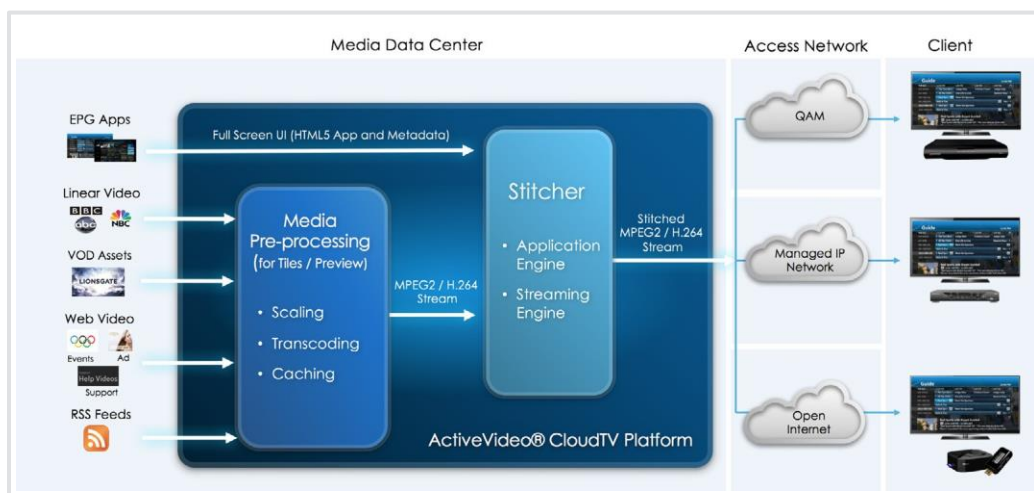 Media Data Center
Access Network
Client
EPG Apps
Full Screen UI (HTML5 App and Metadata)
Linear Video
BBC
abc
NBC
VOD Assets
LIONSGATE
Web Video
Events
Ad
Help Videos
Support
RSS Feeds
Media
Pre-processing
(for Tiles / Preview)
• Scaling
• Transcoding
• Caching
MPEG2 / H.264
Stream
Stitcher
• Application
Engine
• Streaming
Engine
Stitched
MPEG2 / H.264
Stream
ActiveVideo® CloudTV Platform
QAM
Managed IP
Network
Open
Internet
Guide
Guide
Guide